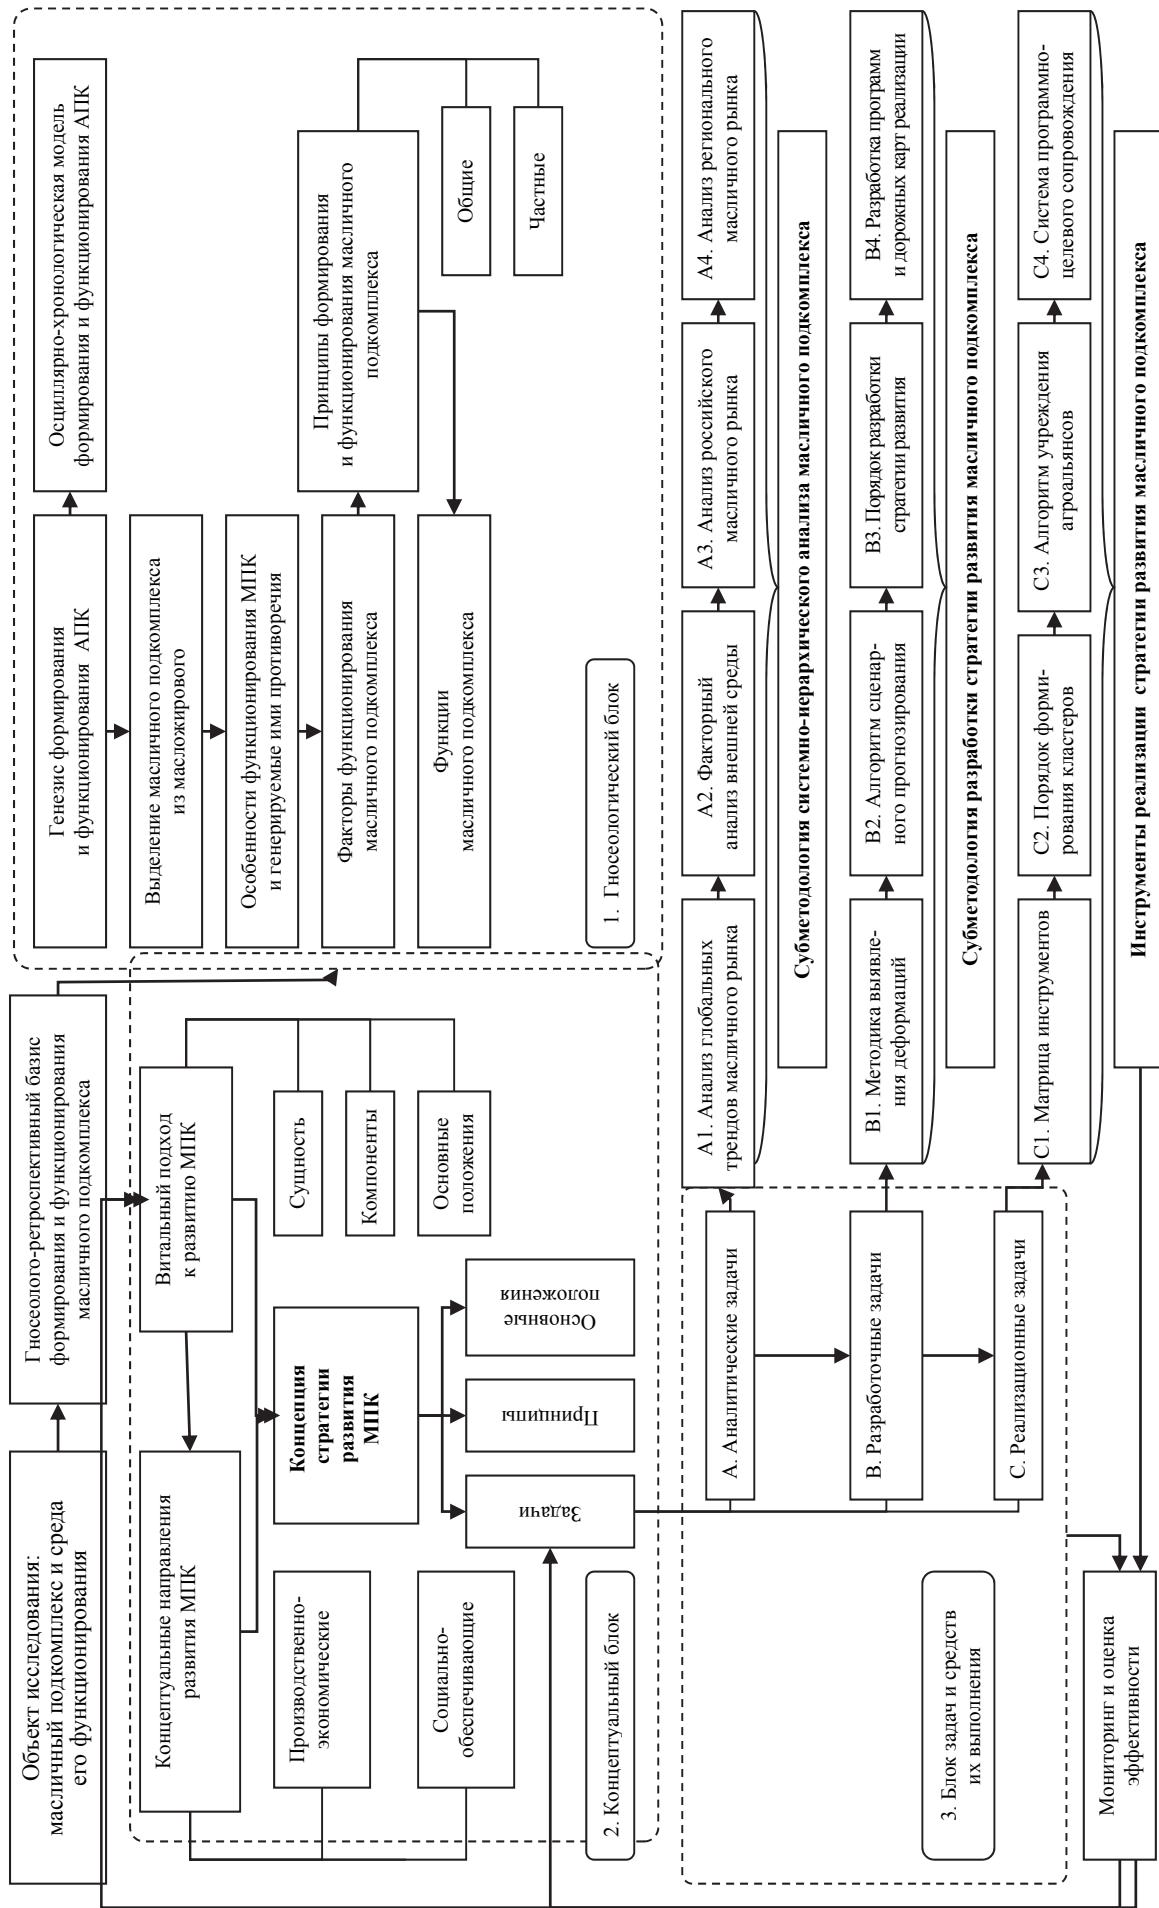 Объект исследования:
масличный подкомплекс и среда
его функционирования
Гносеолого-ретроспективный базис
формирования и функционирования
масличного подкомплекса
Генезис формирования
и функционирования АПК
Осциллярно-хронологическая модель
формирования и функционирования АПК
Выделение масличного подкомплекса
из масложирового
Особенности функционирования МПК
и генерируемые ими противоречия
Факторы функционирования
масличного подкомплекса
Принципы формирования
и функционирования масличного
подкомплекса
Общие
Частные
Функции
масличного подкомплекса
1. Гносеологический блок
Концептуальные направления
развития МПК
Витальный подход
к развитию МПК
Производственно-
экономические
Социально-
обеспечивающие
Концепция
стратегии
развития
МПК
Сущность
Компоненты
Основные
положения
Задачи
Принципы
Основные
положения
2. Концептуальный блок
А. Аналитические задачи
А1. Анализ глобальных
трендов масличного рынка
А2. Факторный
анализ внешней среды
А3. Анализ российского
масличного рынка
А4. Анализ регионального
масличного рынка
Субметодология системно-иерархического анализа масличного подкомплекса
В. Разработочные задачи
В1. Методика выявле-
ния деформаций
В2. Алгоритм сценар-
ного прогнозирования
В3. Порядок разработки
стратегии развития
В4. Разработка программ
и дорожных карт реализации
Субметодология разработки стратегии развития масличного подкомплекса
С. Реализационные задачи
С1. Матрица инструментов
С2. Порядок форми-
рования кластеров
С3. Алгоритм учреждения
агроальянсов
С4. Система программно-
целевого сопровождения
Инструменты реализации стратегии развития масличного подкомплекса
3. Блок задач и средств
их выполнения
Мониторинг и оценка
эффективности